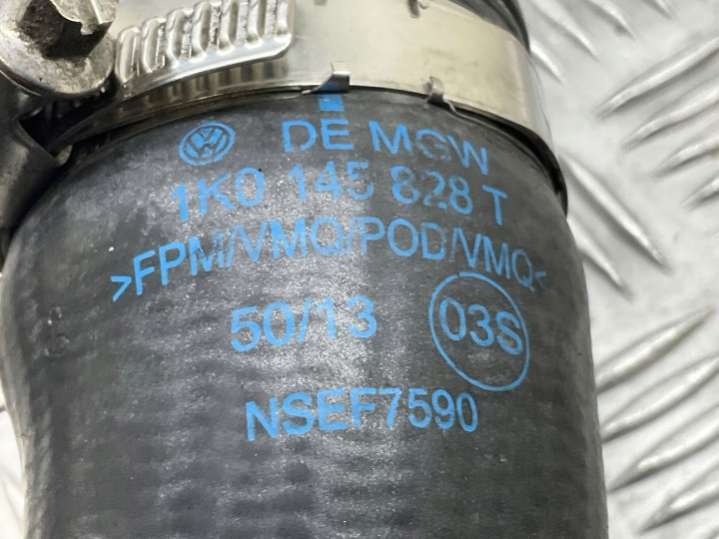 DE MGW
1K0 145 828 T
>FPM/VMQ/POD/VMQ<
50/13 03S
NSEF7590